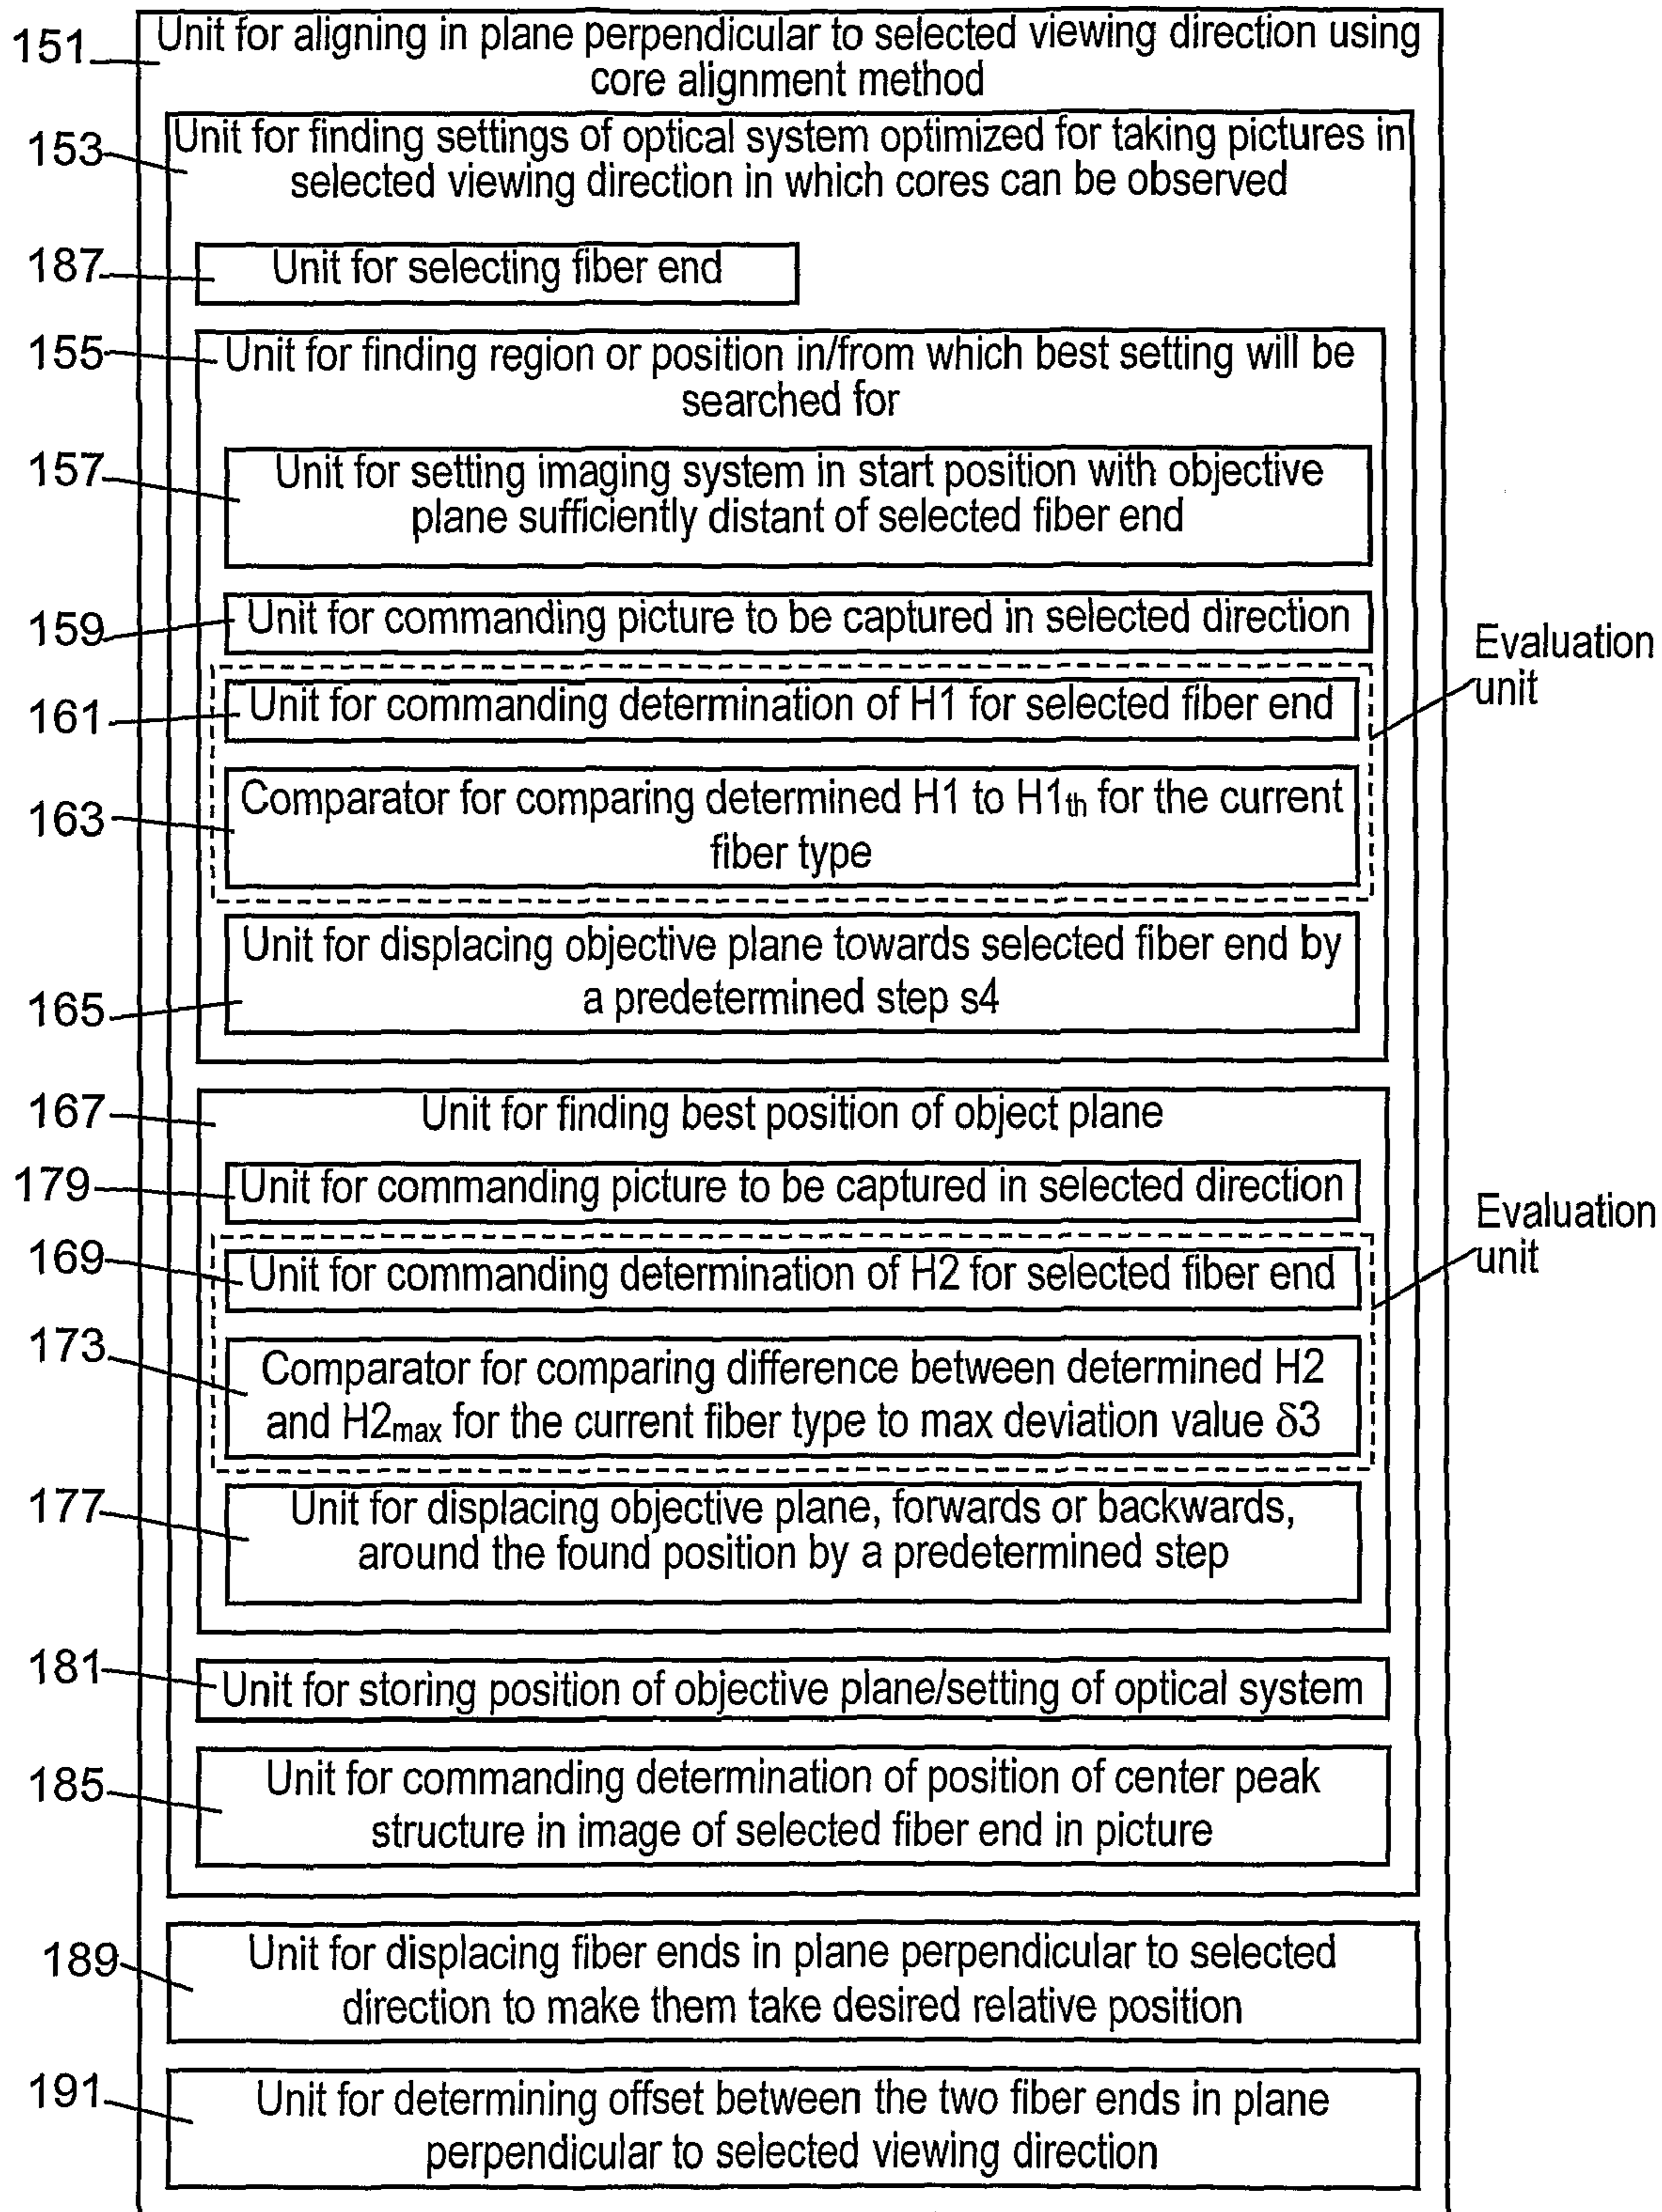 151 Unit for aligning in plane perpendicular to selected viewing direction using
core alignment method
153 Unit for finding settings of optical system optimized for taking pictures in
selected viewing direction in which cores can be observed
187 Unit for selecting fiber end
155 Unit for finding region or position in/from which best setting will be
searched for
157 Unit for setting imaging system in start position with objective
plane sufficiently distant of selected fiber end
159 Unit for commanding picture to be captured in selected direction
Evaluation
unit
161 Unit for commanding determination of H1 for selected fiber end
163 Comparator for comparing determined H1 to H1th for the current
fiber type
165 Unit for displacing objective plane towards selected fiber end by
a predetermined step s4
167 Unit for finding best position of object plane
179 Unit for commanding picture to be captured in selected direction
Evaluation
unit
169 Unit for commanding determination of H2 for selected fiber end
173 Comparator for comparing difference between determined H2
and H2max for the current fiber type to max deviation value δ3
177 Unit for displacing objective plane, forwards or backwards,
around the found position by a predetermined step
181 Unit for storing position of objective plane/setting of optical system
185 Unit for commanding determination of position of center peak
structure in image of selected fiber end in picture
189 Unit for displacing fiber ends in plane perpendicular to selected
direction to make them take desired relative position
191 Unit for determining offset between the two fiber ends in plane
perpendicular to selected viewing direction